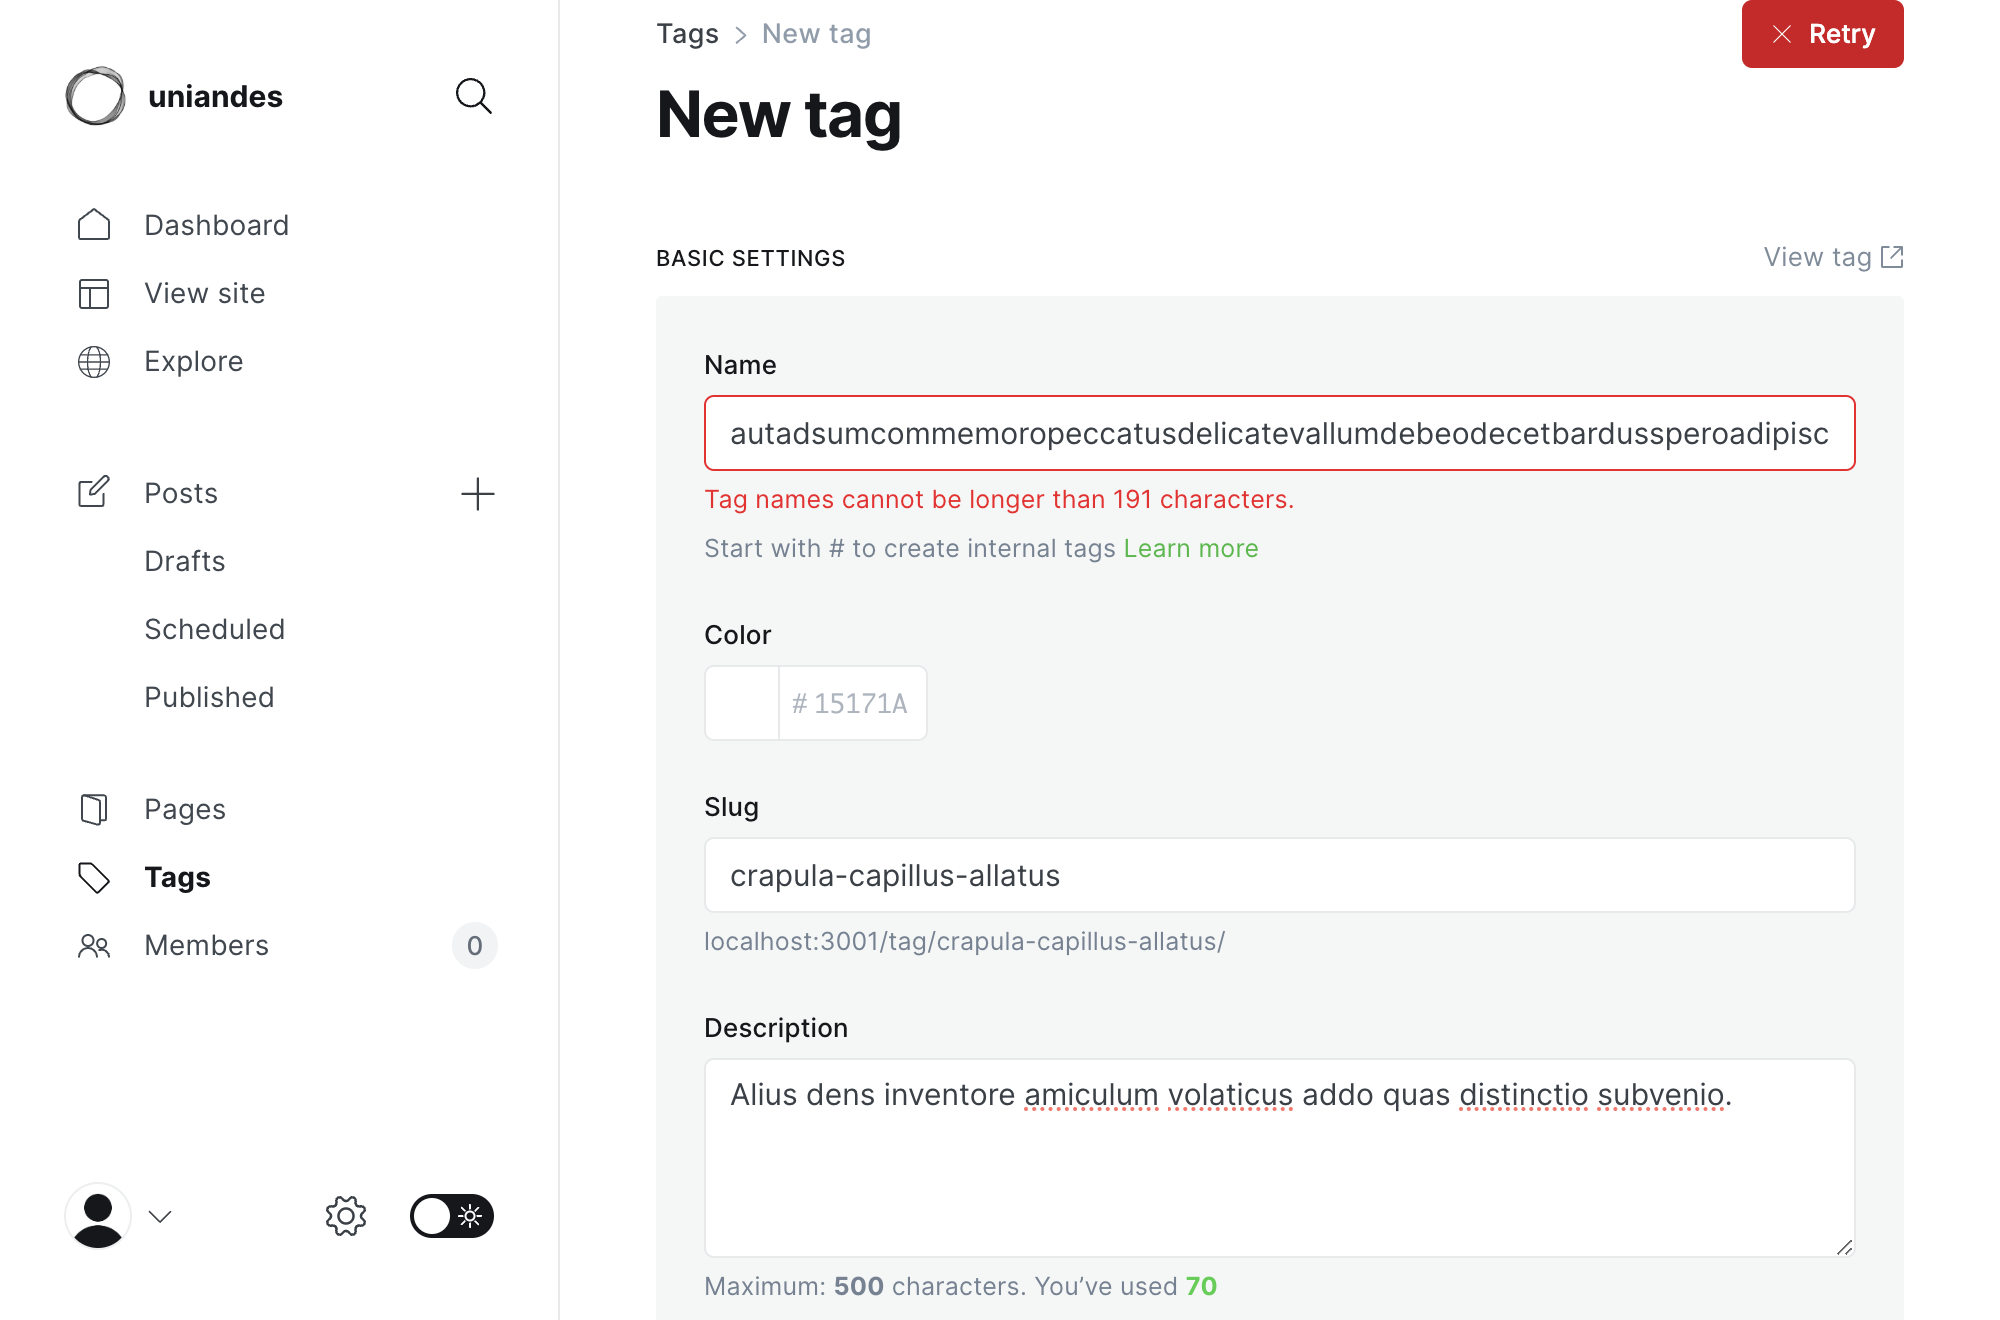 uniandes
Dashboard
View site
Explore
Posts
Drafts
Scheduled
Published
Pages
Tags
Members
0
Tags > New tag
Retry
New tag
BASIC SETTINGS
View tag
Name
autadsumcommemoropeccatusdelicatevallumdebeodecetbardussperoadipisc
Tag names cannot be longer than 191 characters.
Start with # to create internal tags Learn more
Color
# 15171A
Slug
crapula-capillus-allatus
localhost:3001/tag/crapula-capillus-allatus/
Description
Alius dens inventore amiculum volaticus addo quas distinctio subvenio.
Maximum: 500 characters. You’ve used 70